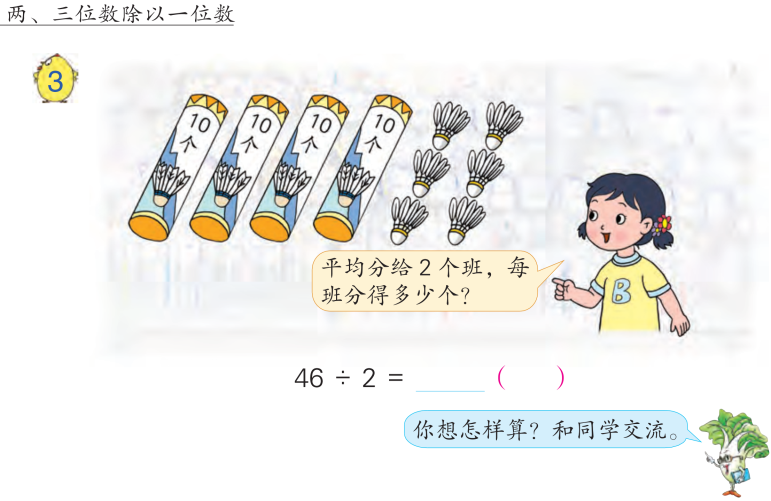 两、三位数除以一位数
3
10
个
10
个
10
个
10
个
平均分给2个班，每
班分得多少个？
B
46 ÷ 2 = ______ (    )
你想怎样算？和同学交流。